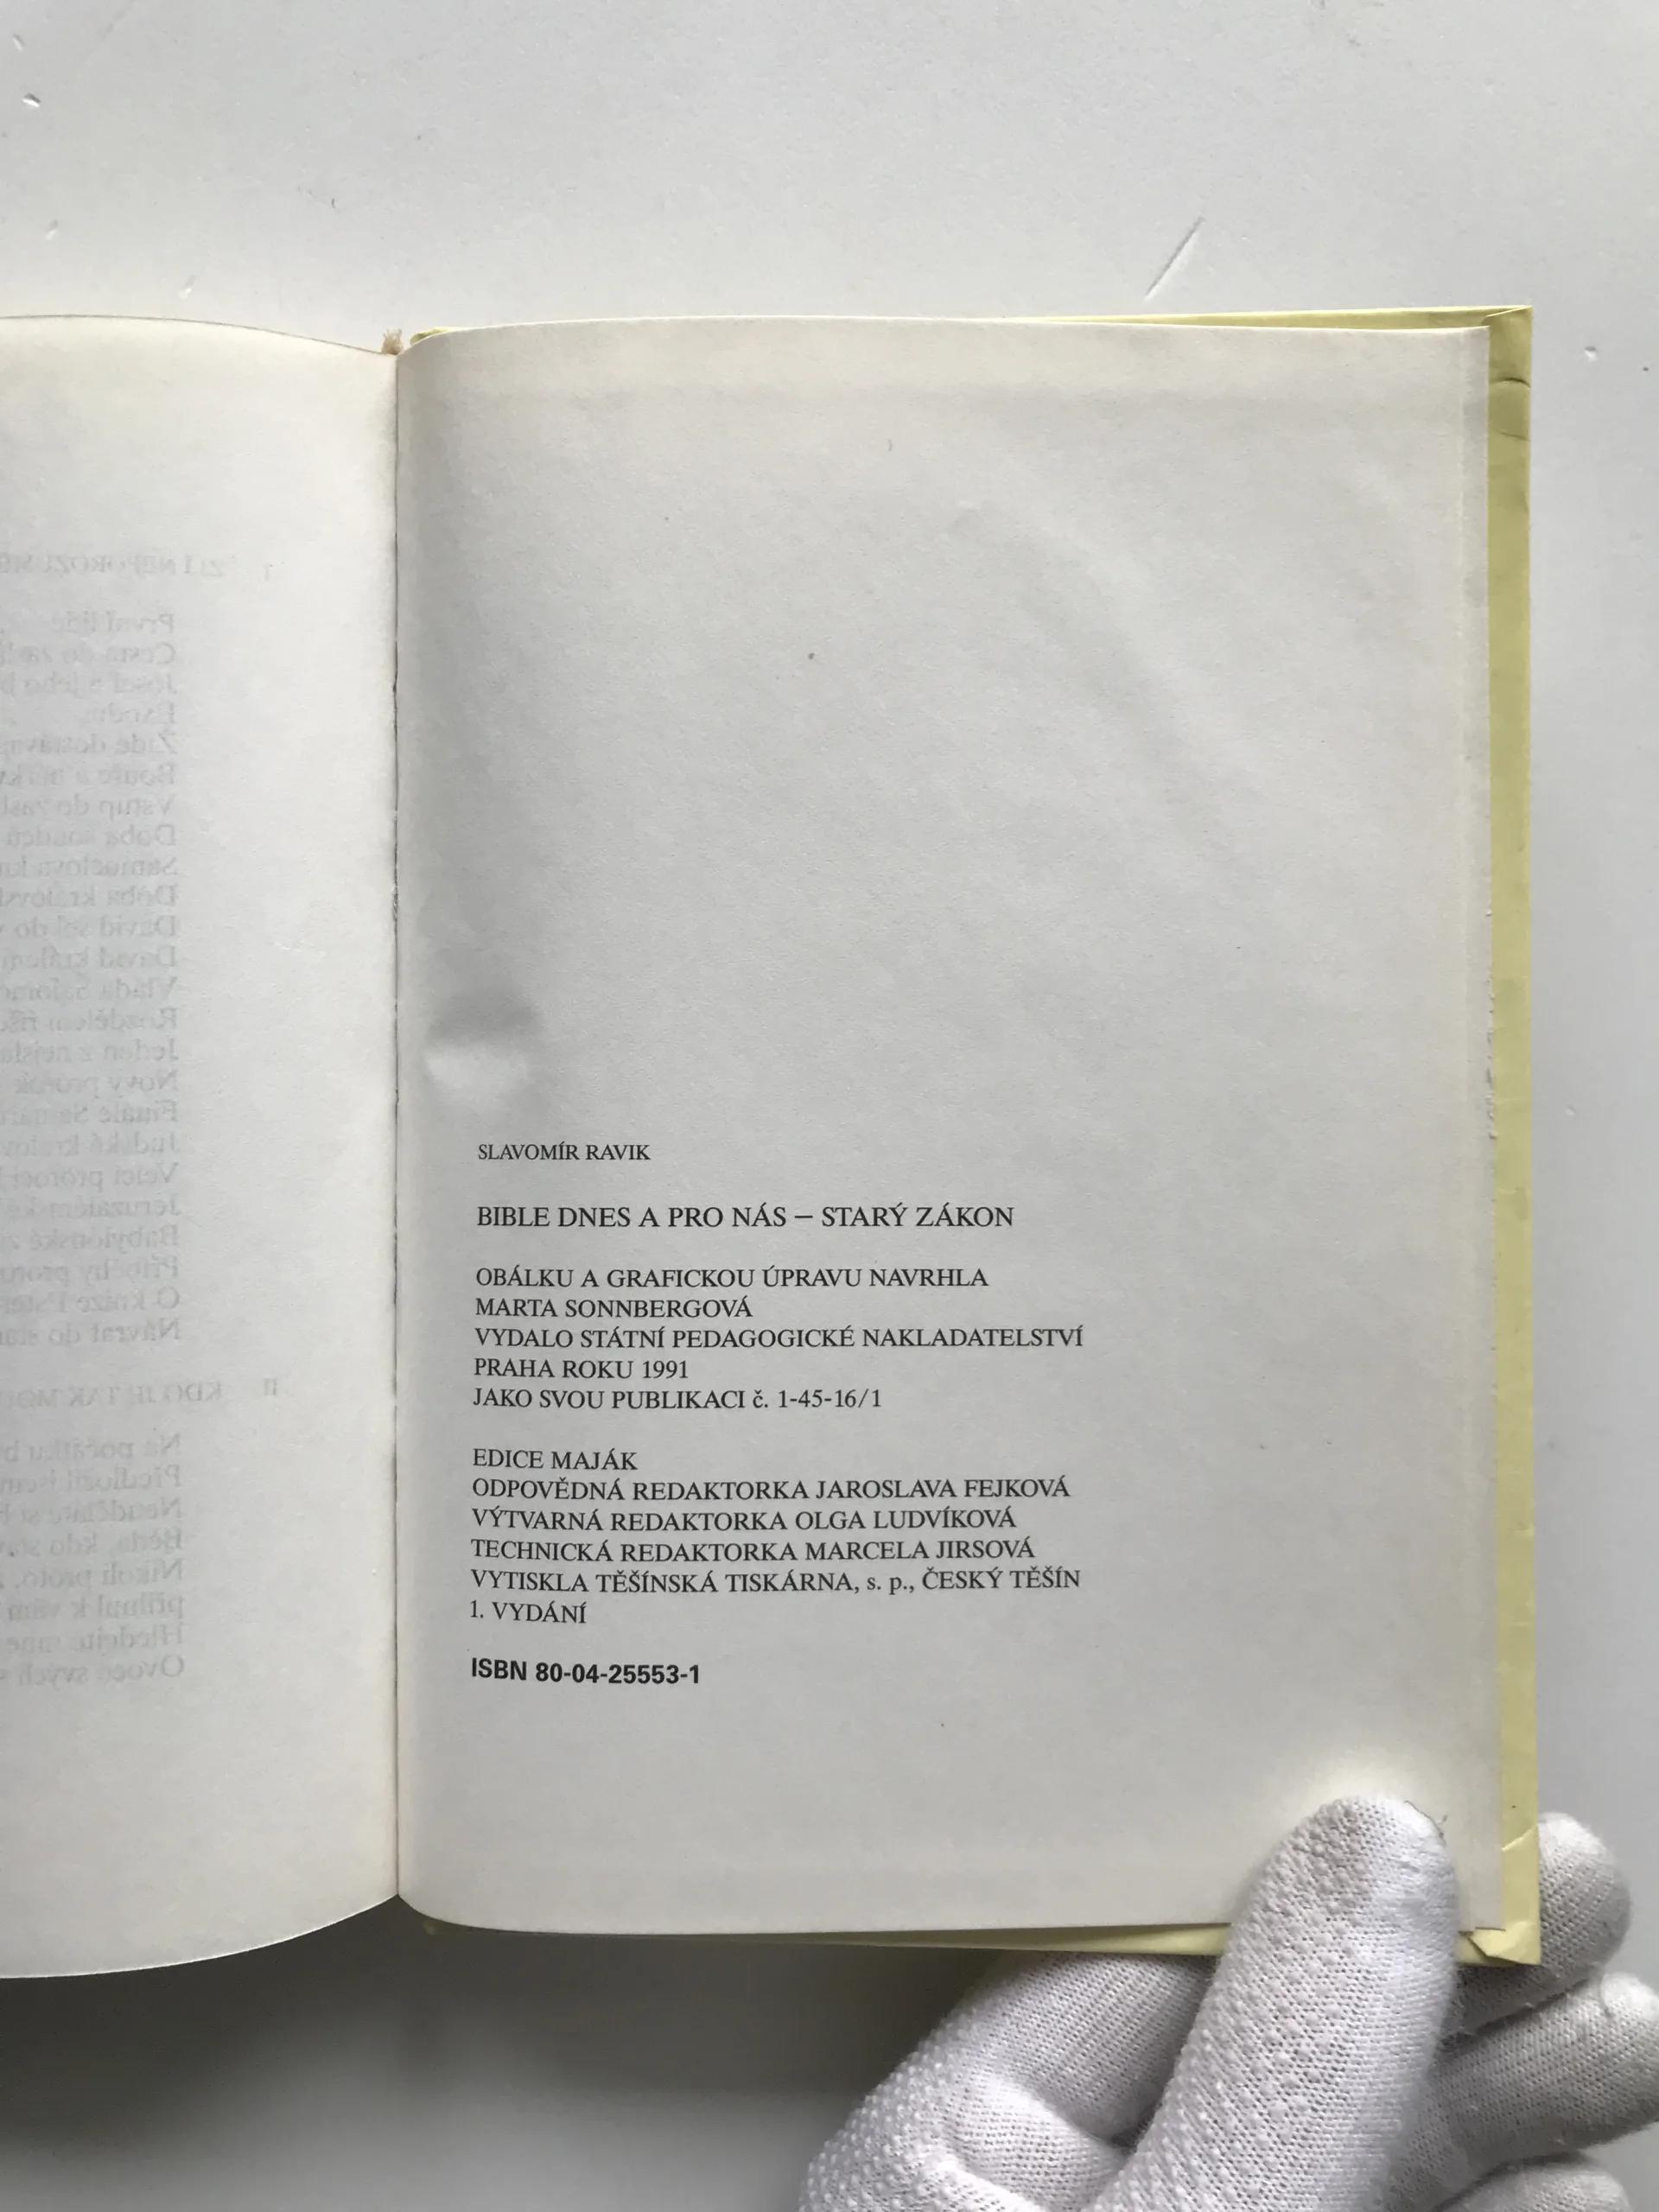 SLAVOMÍR RAVIK
BIBLE DNES A PRO NÁS – STARÝ ZÁKON
OBÁLKU A GRAFICKOU ÚPRAVU NAVRHLA
MARTA SONNBERGOVÁ
VYDALO STÁTNÍ PEDAGOGICKÉ NAKLADATELSTVÍ
PRAHA ROKU 1991
JAKO SVOU PUBLIKACI č. 1-45-16/1
EDICE MAJÁK
ODPOVĚDNÁ REDAKTORKA JAROSLAVA FEJKOVÁ
VÝTVARNÁ REDAKTORKA OLGA LUDVÍKOVÁ
TECHNICKÁ REDAKTORKA MARCELA JIRSOVÁ
VYTISKLA TĚŠÍNSKÁ TISKÁRNA, s. p., ČESKÝ TĚŠÍN
1. VYDÁNÍ
ISBN 80-04-25553-1